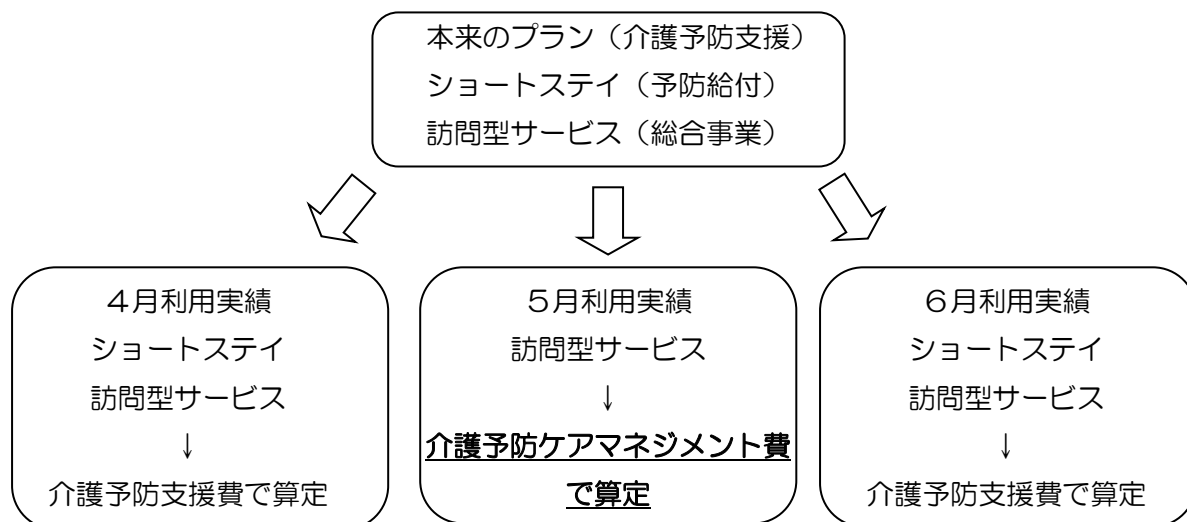 本来のプラン（介護予防支援）
ショートステイ（予防給付）
訪問型サービス（総合事業）
４月利用実績
ショートステイ
訪問型サービス
↓
介護予防支援費で算定
５月利用実績
訪問型サービス
↓
介護予防ケアマネジメント費
で算定
６月利用実績
ショートステイ
訪問型サービス
↓
介護予防支援費で算定